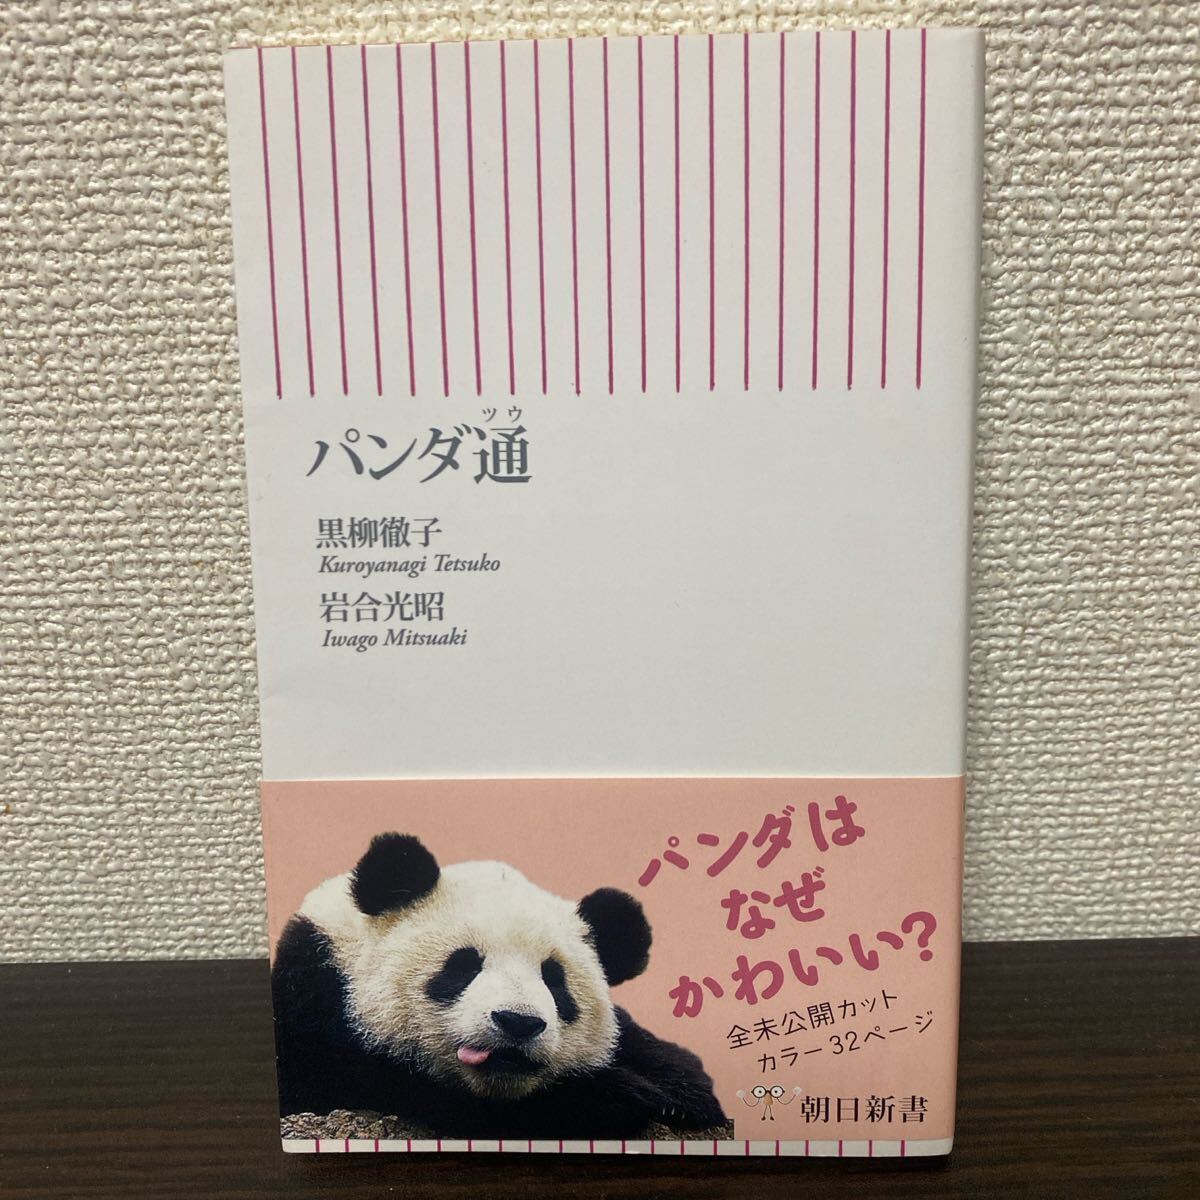 ツウ
パンダ通
黒柳徹子
Kuroyanagi Tetsuko
岩合光昭
Iwago Mitsuaki
パンダは
なぜ
かわいい?
全未公開カット
カラー32ページ
朝日新書